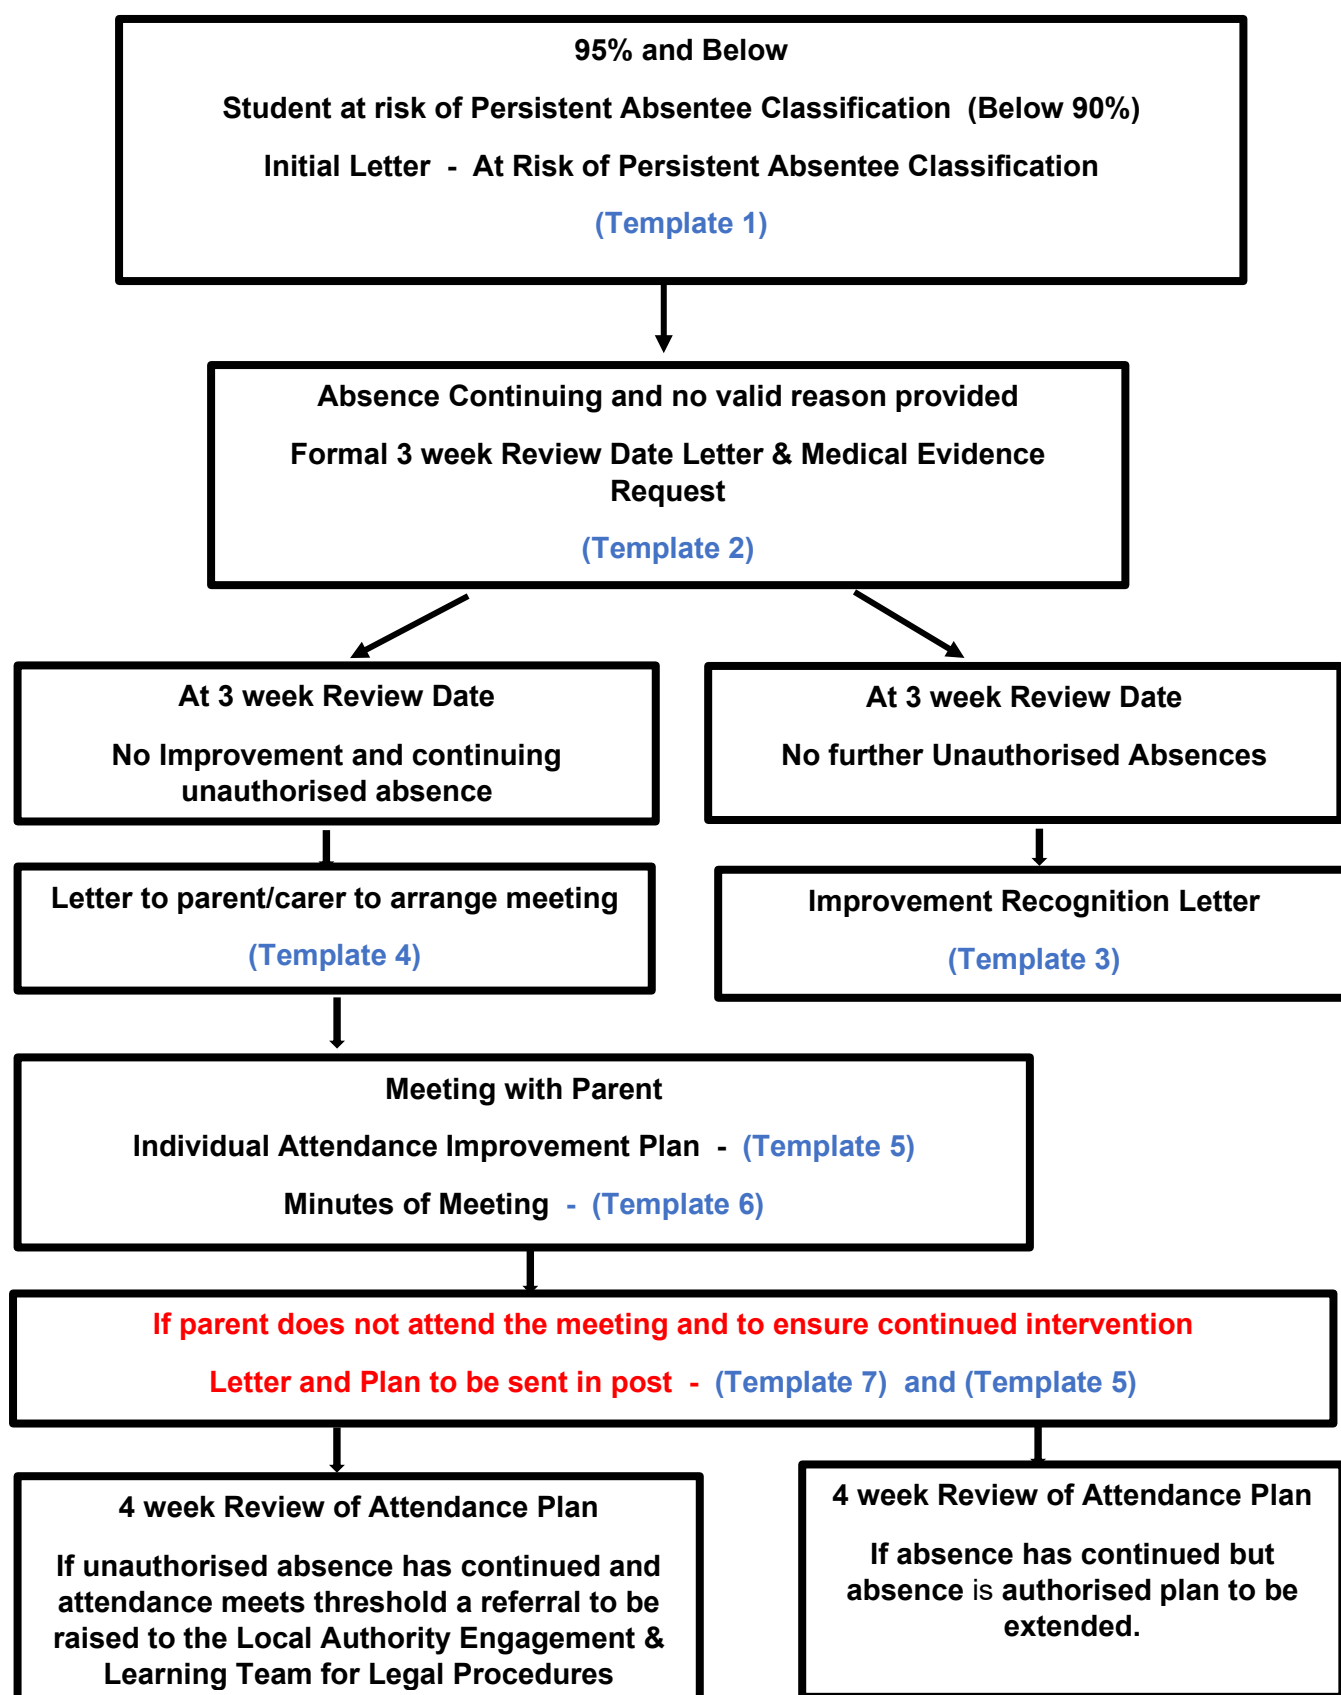 95% and Below
Student at risk of Persistent Absentee Classification (Below 90%)
Initial Letter - At Risk of Persistent Absentee Classification
(Template 1)
Absence Continuing and no valid reason provided
Formal 3 week Review Date Letter & Medical Evidence
Request
(Template 2)
At 3 week Review Date
No Improvement and continuing
unauthorised absence
At 3 week Review Date
No further Unauthorised Absences
Letter to parent/carer to arrange meeting
(Template 4)
Improvement Recognition Letter
(Template 3)
Meeting with Parent
Individual Attendance Improvement Plan - (Template 5)
Minutes of Meeting - (Template 6)
If parent does not attend the meeting and to ensure continued intervention
Letter and Plan to be sent in post - (Template 7) and (Template 5)
4 week Review of Attendance Plan
If unauthorised absence has continued and
attendance meets threshold a referral to be
raised to the Local Authority Engagement &
Learning Team for Legal Procedures
4 week Review of Attendance Plan
If absence has continued but
absence is authorised plan to be
extended.